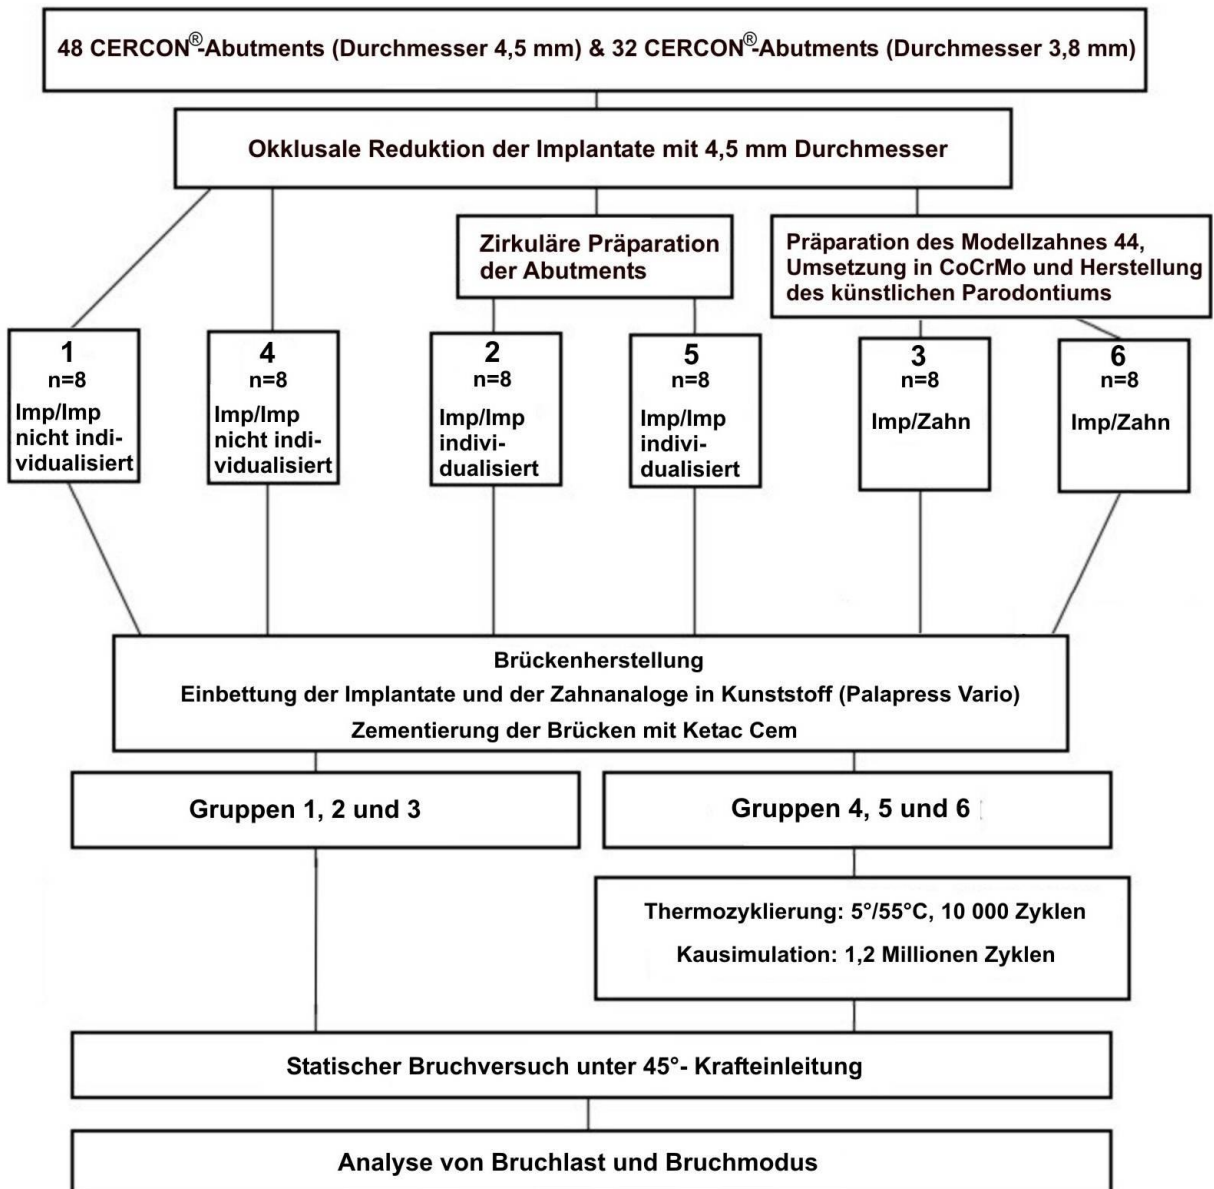 48 CERCON®-Abutments (Durchmesser 4,5 mm) & 32 CERCON®-Abutments (Durchmesser 3,8 mm)
Okklusale Reduktion der Implantate mit 4,5 mm Durchmesser
Zirkuläre Präparation
der Abutments
Präparation des Modellzahnes 44,
Umsetzung in CoCrMo und Herstellung
des künstlichen Parodontiums
1
n=8
Imp/Imp
nicht indi-
vidualisiert
4
n=8
Imp/Imp
nicht indi-
vidualisiert
2
n=8
Imp/Imp
indivi-
dualisiert
5
n=8
Imp/Imp
indivi-
dualisiert
3
n=8
Imp/Zahn
6
n=8
Imp/Zahn
Brückenherstellung
Einbettung der Implantate und der Zahnanaloge in Kunststoff (Palapress Vario)
Zementierung der Brücken mit Ketac Cem
Gruppen 1, 2 und 3
Gruppen 4, 5 und 6
Thermozyklierung: 5°/55°C, 10 000 Zyklen
Kausimulation: 1,2 Millionen Zyklen
Statischer Bruchversuch unter 45°- Krafteinleitung
Analyse von Bruchlast und Bruchmodus